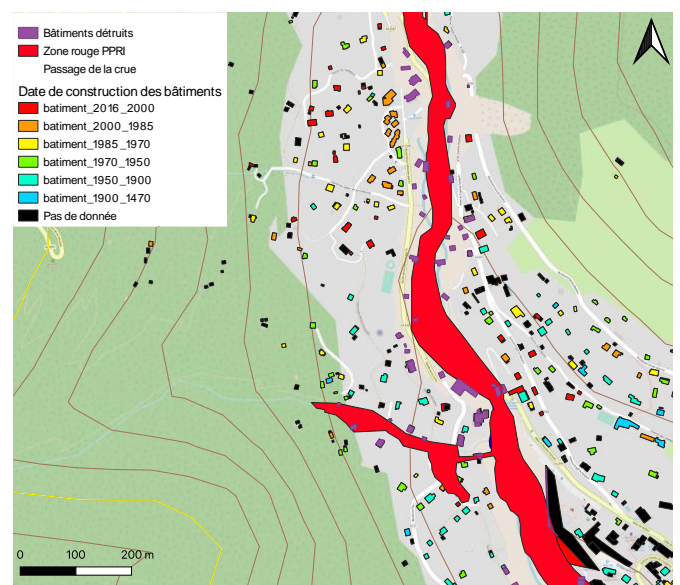 Bâtiments détruits
Zone rouge PPRI
Passage de la crue
Date de construction des bâtiments
batiment_2016_2000
batiment_2000_1985
batiment_1985_1970
batiment_1970_1950
batiment_1950_1900
batiment_1900_1470
Pas de donnée
0 100 200 m